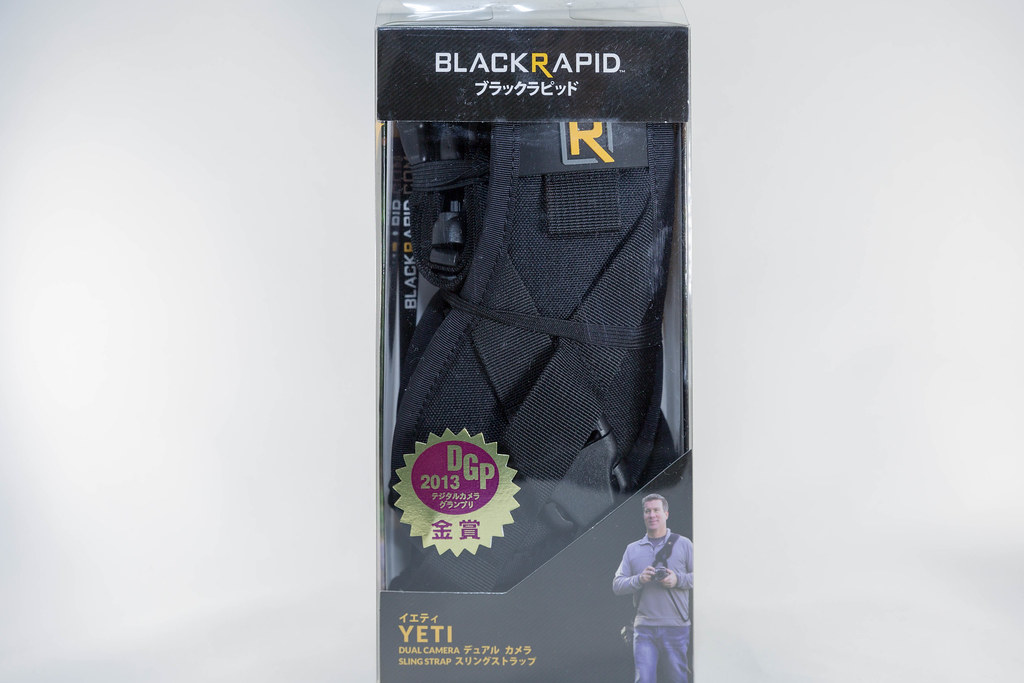 BLACKRAPID™
ブラックラピッド
R
BLACKRAPID
DGP
2013
デジタルカメラ
グランプリ
金賞
イエティ
YETI
DUAL CAMERA デュアル カメラ
SLING STRAP スリングストラップ